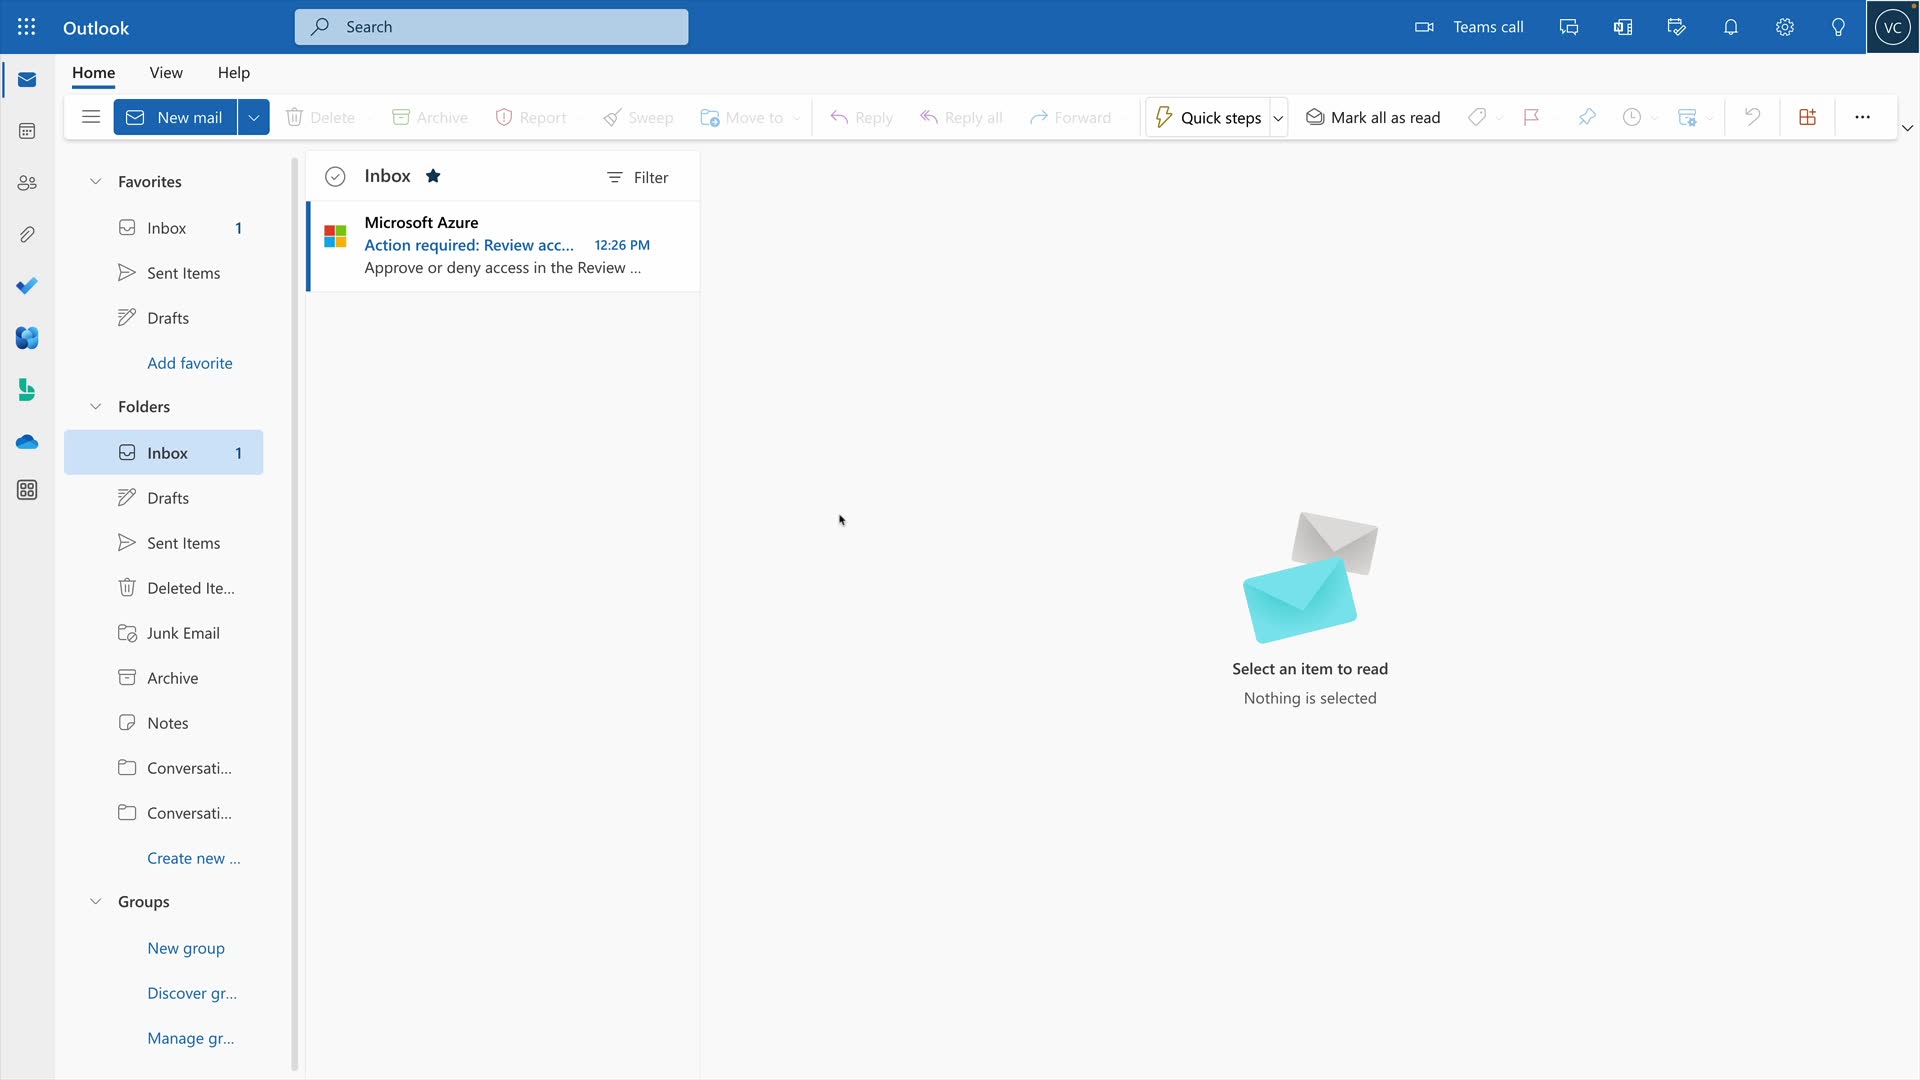 Outlook
Search
Teams call
VC
Home
View
Help
New mail
Delete
Archive
Report
Sweep
Move to
Reply
Reply all
Forward
Quick steps
Mark all as read
Favorites
Inbox 1
Sent Items
Drafts
Add favorite
Folders
Inbox 1
Drafts
Sent Items
Deleted Ite...
Junk Email
Archive
Notes
Conversati...
Conversati...
Create new ...
Groups
New group
Discover gr...
Manage gr...
Inbox
Filter
Microsoft Azure
Action required: Review acc... 12:26 PM
Approve or deny access in the Review ...
Select an item to read
Nothing is selected